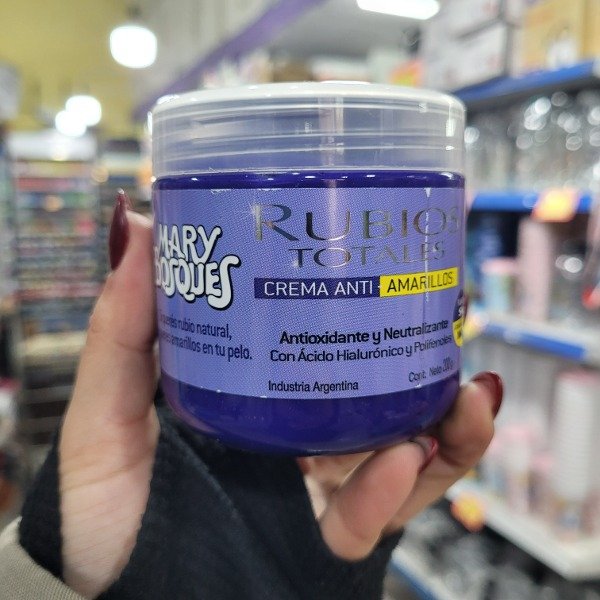 MARY
BOSQUES
rubio natural,
amarillos en tu pelo.
RUBIOS
TOTALES
CREMA ANTI AMARILLOS
Antioxidante y Neutralizante
Con Ácido Hialurónico y Polifenoles
Industria Argentina
Cont. Neto 200g